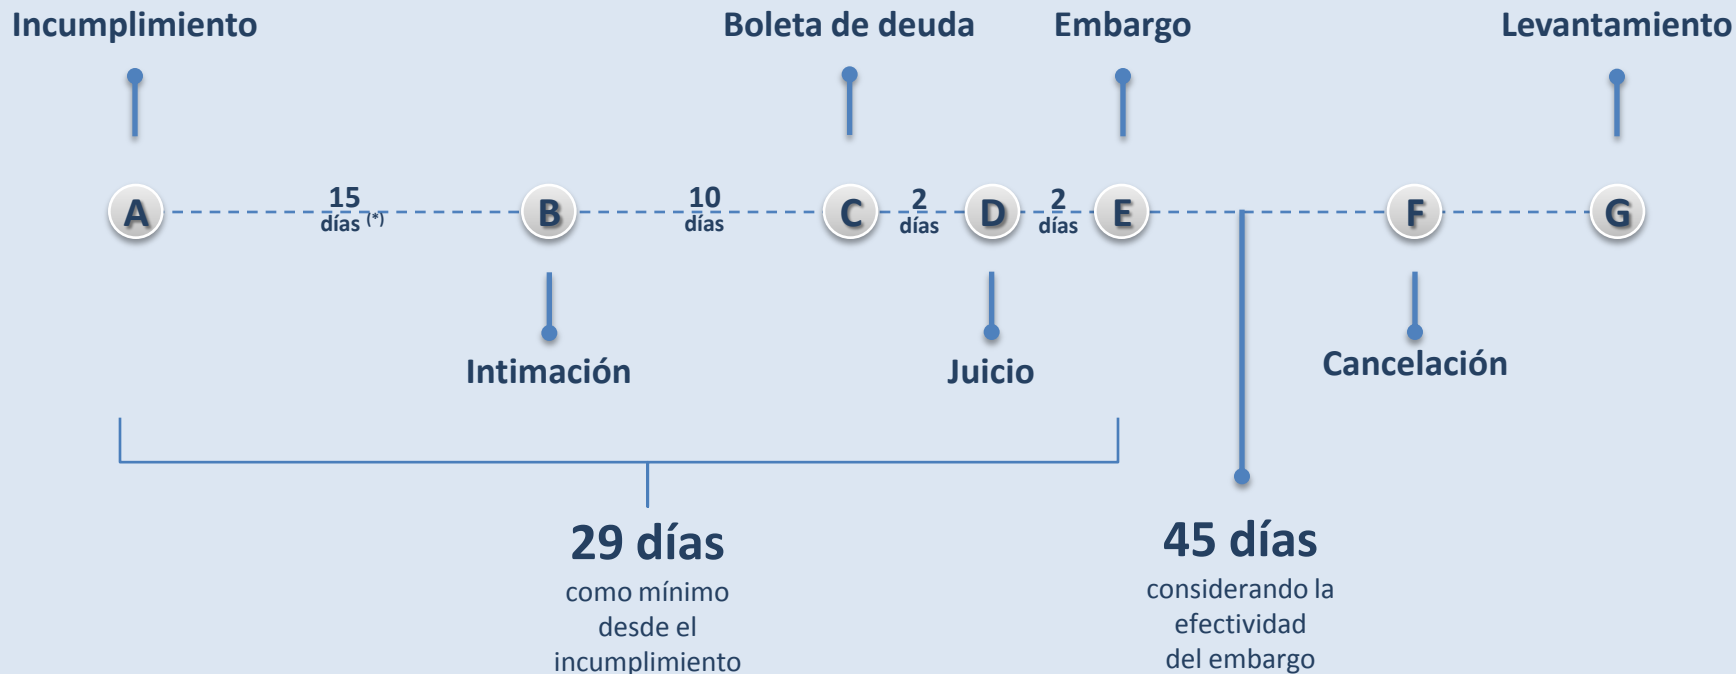 Incumplimiento
Boleta de deuda
Embargo
Levantamiento
A
15
días (*)
B
10
días
C
2
días
D
2
días
E
F
G
Intimación
Juicio
Cancelación
29 días
como mínimo
desde el
incumplimiento
45 días
considerando la
efectividad
del embargo